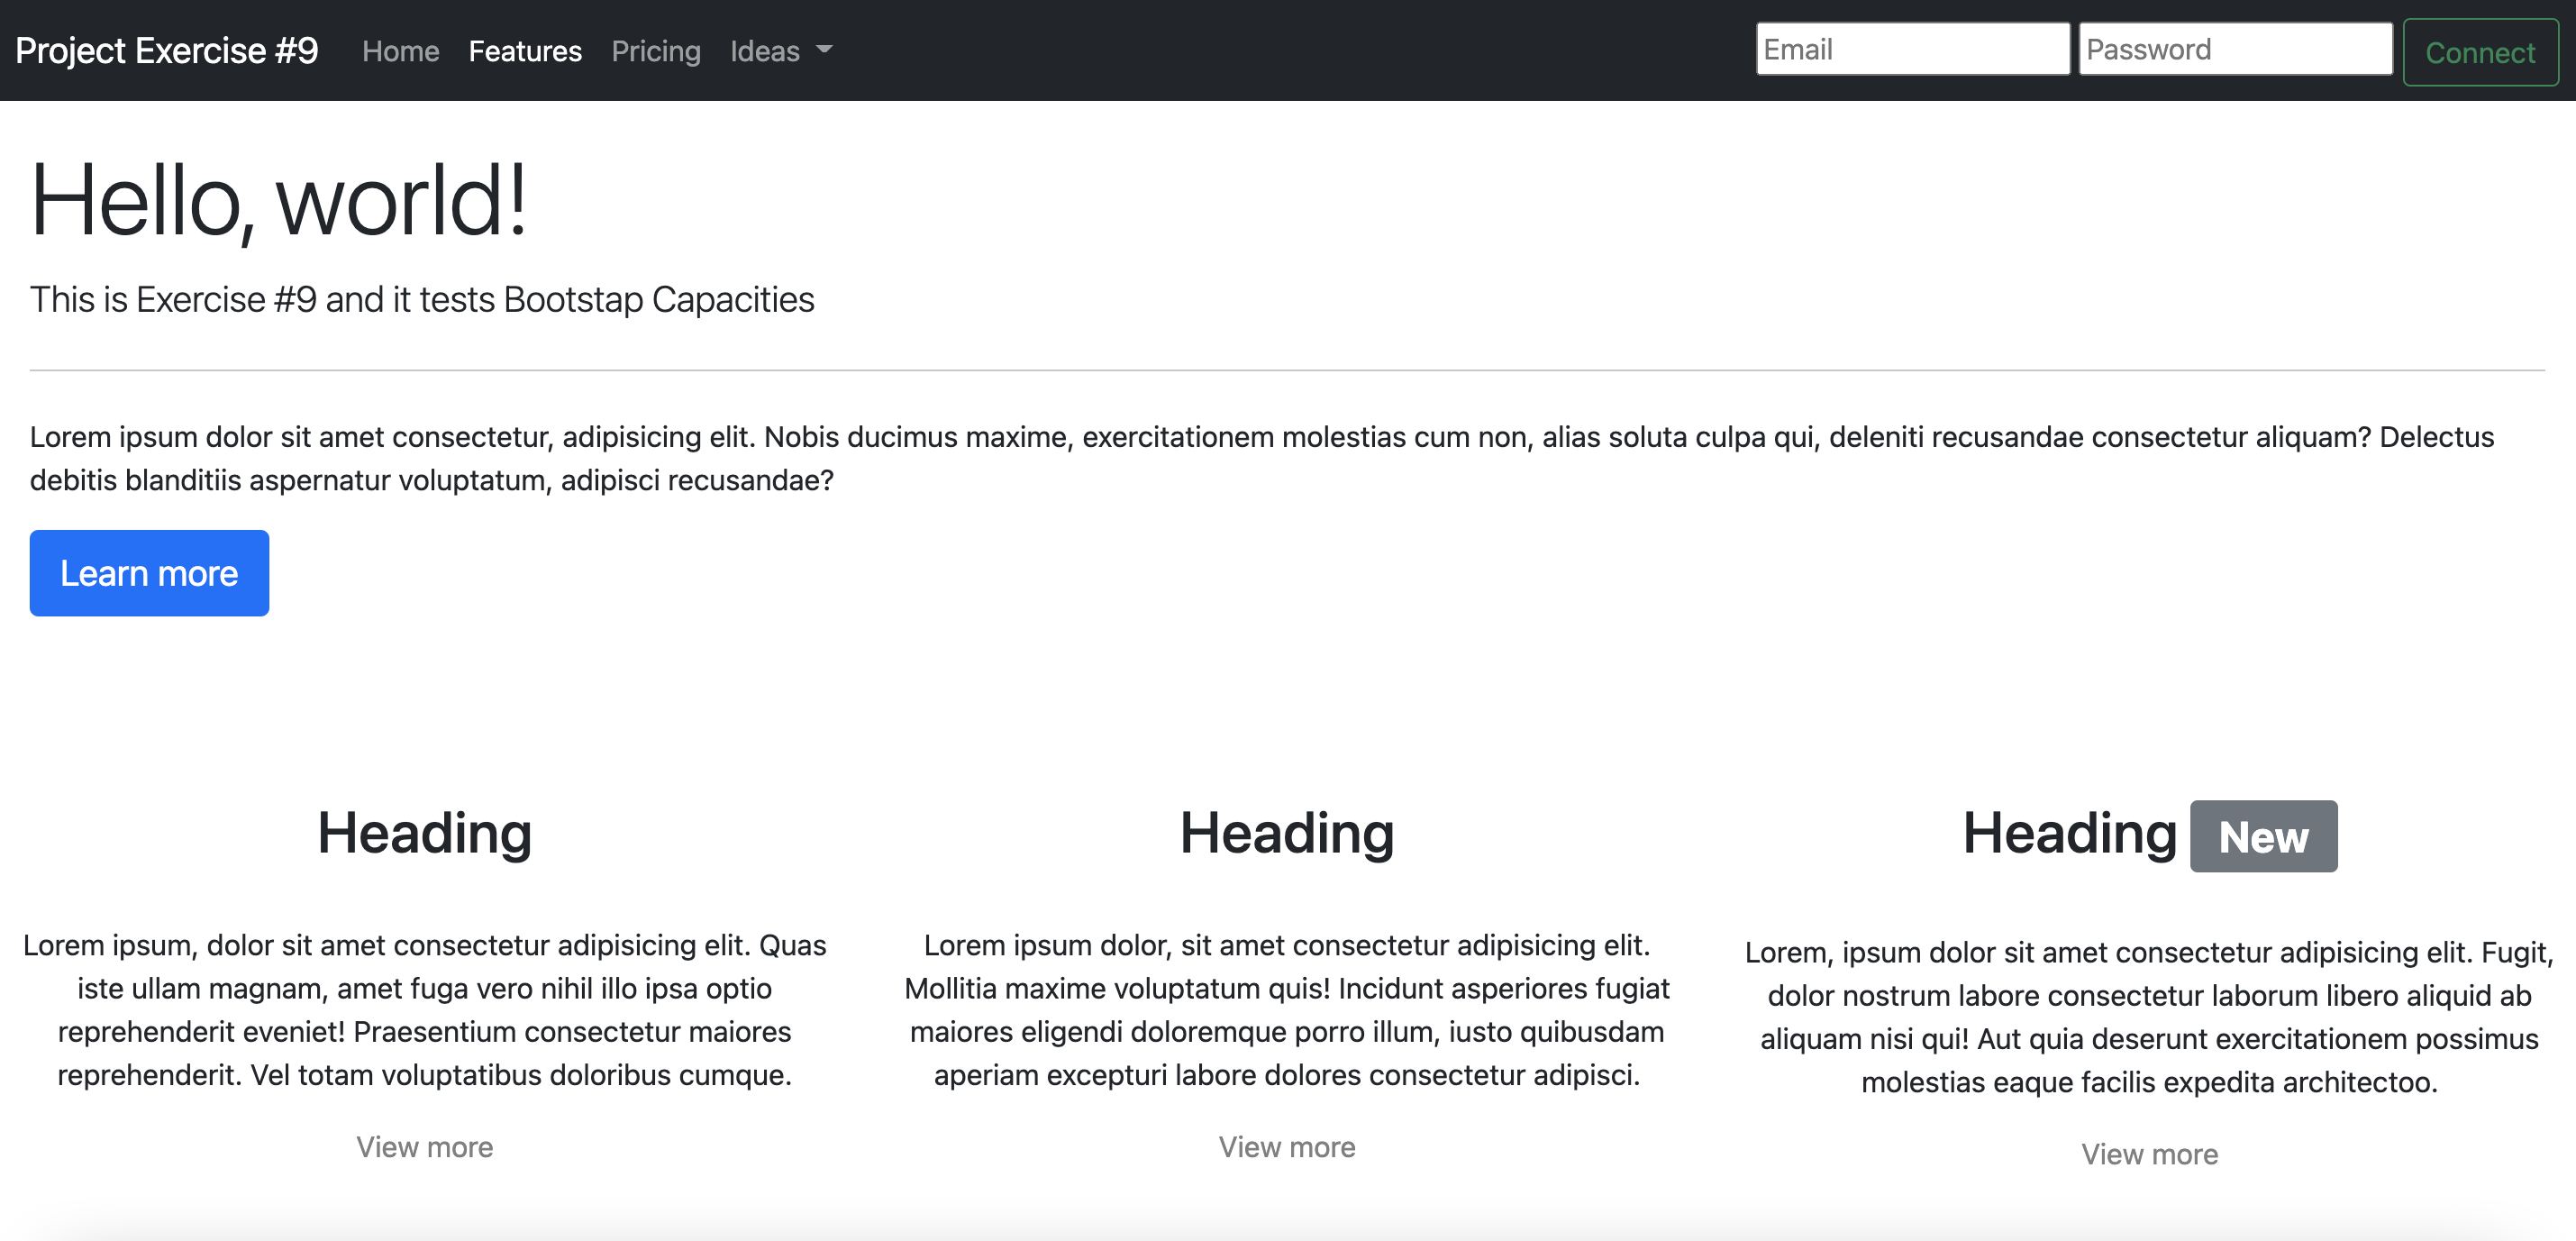 Project Exercise #9 Home Features Pricing Ideas Email Password Connect
Hello, world!
This is Exercise #9 and it tests Bootstap Capacities
Lorem ipsum dolor sit amet consectetur, adipisicing elit. Nobis ducimus maxime, exercitationem molestias cum non, alias soluta culpa qui, deleniti recusandae consectetur aliquam? Delectus
debitis blanditiis aspernatur voluptatum, adipisci recusandae?
Learn more
Heading
Lorem ipsum, dolor sit amet consectetur adipisicing elit. Quas
iste ullam magnam, amet fuga vero nihil illo ipsa optio
reprehenderit eveniet! Praesentium consectetur maiores
reprehenderit. Vel totam voluptatibus doloribus cumque.
View more
Heading
Lorem ipsum dolor, sit amet consectetur adipisicing elit.
Mollitia maxime voluptatum quis! Incidunt asperiores fugiat
maiores eligendi doloremque porro illum, iusto quibusdam
aperiam excepturi labore dolores consectetur adipisci.
View more
Heading New
Lorem, ipsum dolor sit amet consectetur adipisicing elit. Fugit,
dolor nostrum labore consectetur laborum libero aliquid ab
aliquam nisi qui! Aut quia deserunt exercitationem possimus
molestias eaque facilis expedita architectoo.
View more